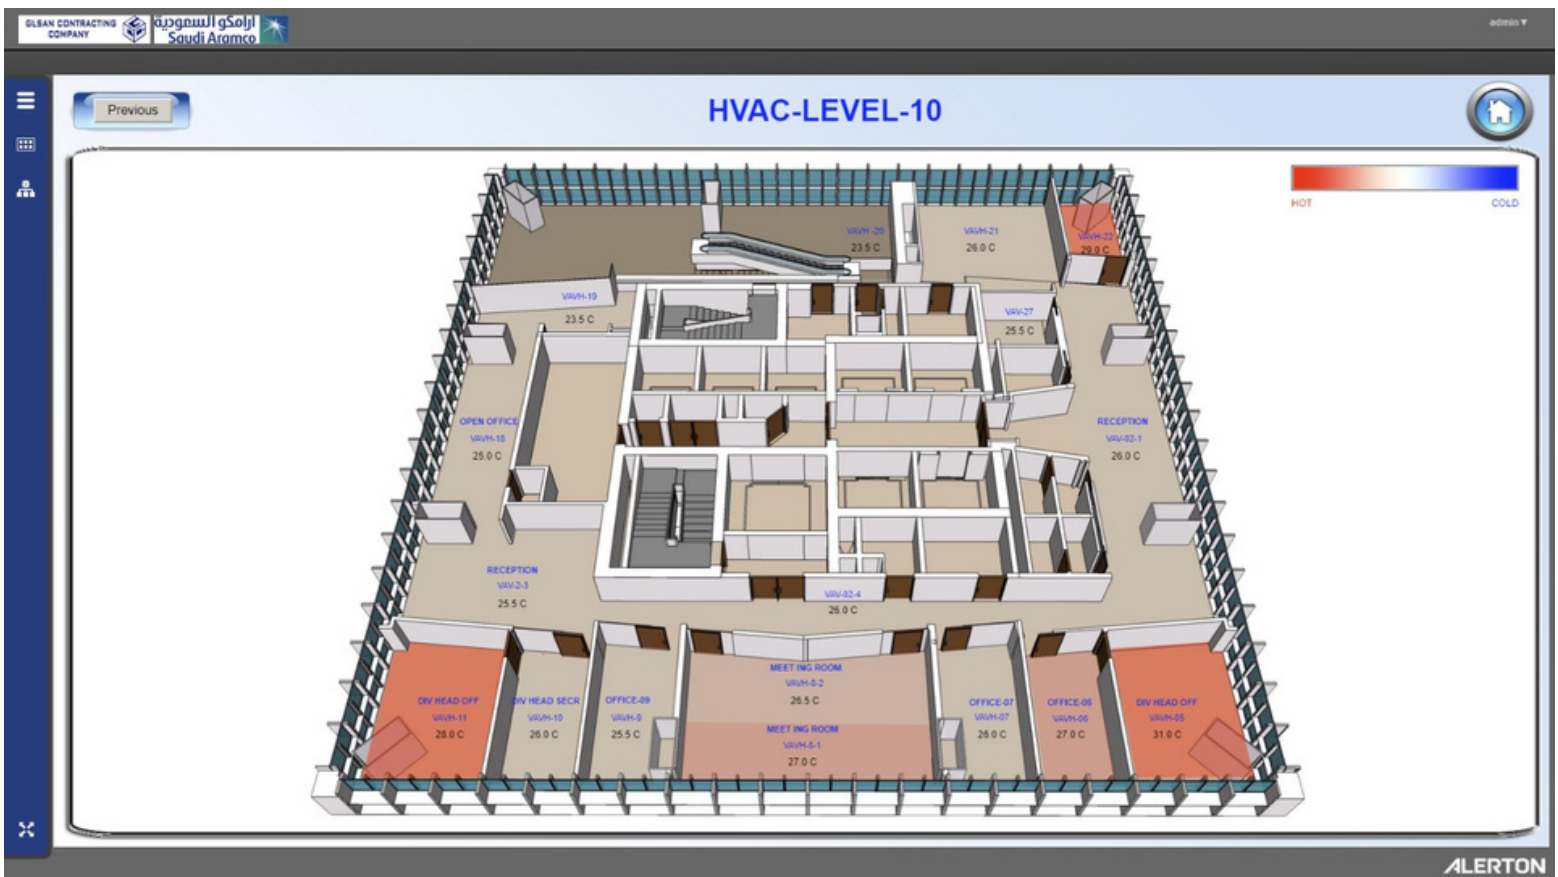 GLSAN CONTRACTING
COMPANY
ارامكو السعودية
Saudi Aramco
admin▼
Previous
HVAC-LEVEL-10
HOT
COLD
VAVH -20
23.5 C
VAVH-21
26.0 C
VAVH-22
29.0 C
VAVH-19
23.5 C
VAV-27
25.5 C
OPEN OFFICE
VAVH-18
25.0 C
RECEPTION
VAV-02-1
26.0 C
RECEPTION
VAV-2-3
25.5 C
VAV-02-4
26.0 C
DIV HEAD OFF
VAVH-11
28.0 C
DIV HEAD SECR
VAVH-10
26.0 C
OFFICE-09
VAVH-9
25.5 C
MEET ING ROOM
VAVH-8-2
26.5 C
MEET ING ROOM
VAVH-8-1
27.0 C
OFFICE-07
VAVH-07
26.0 C
OFFICE-06
VAVH-06
27.0 C
DIV HEAD OFF
VAVH-05
31.0 C
ALERTON